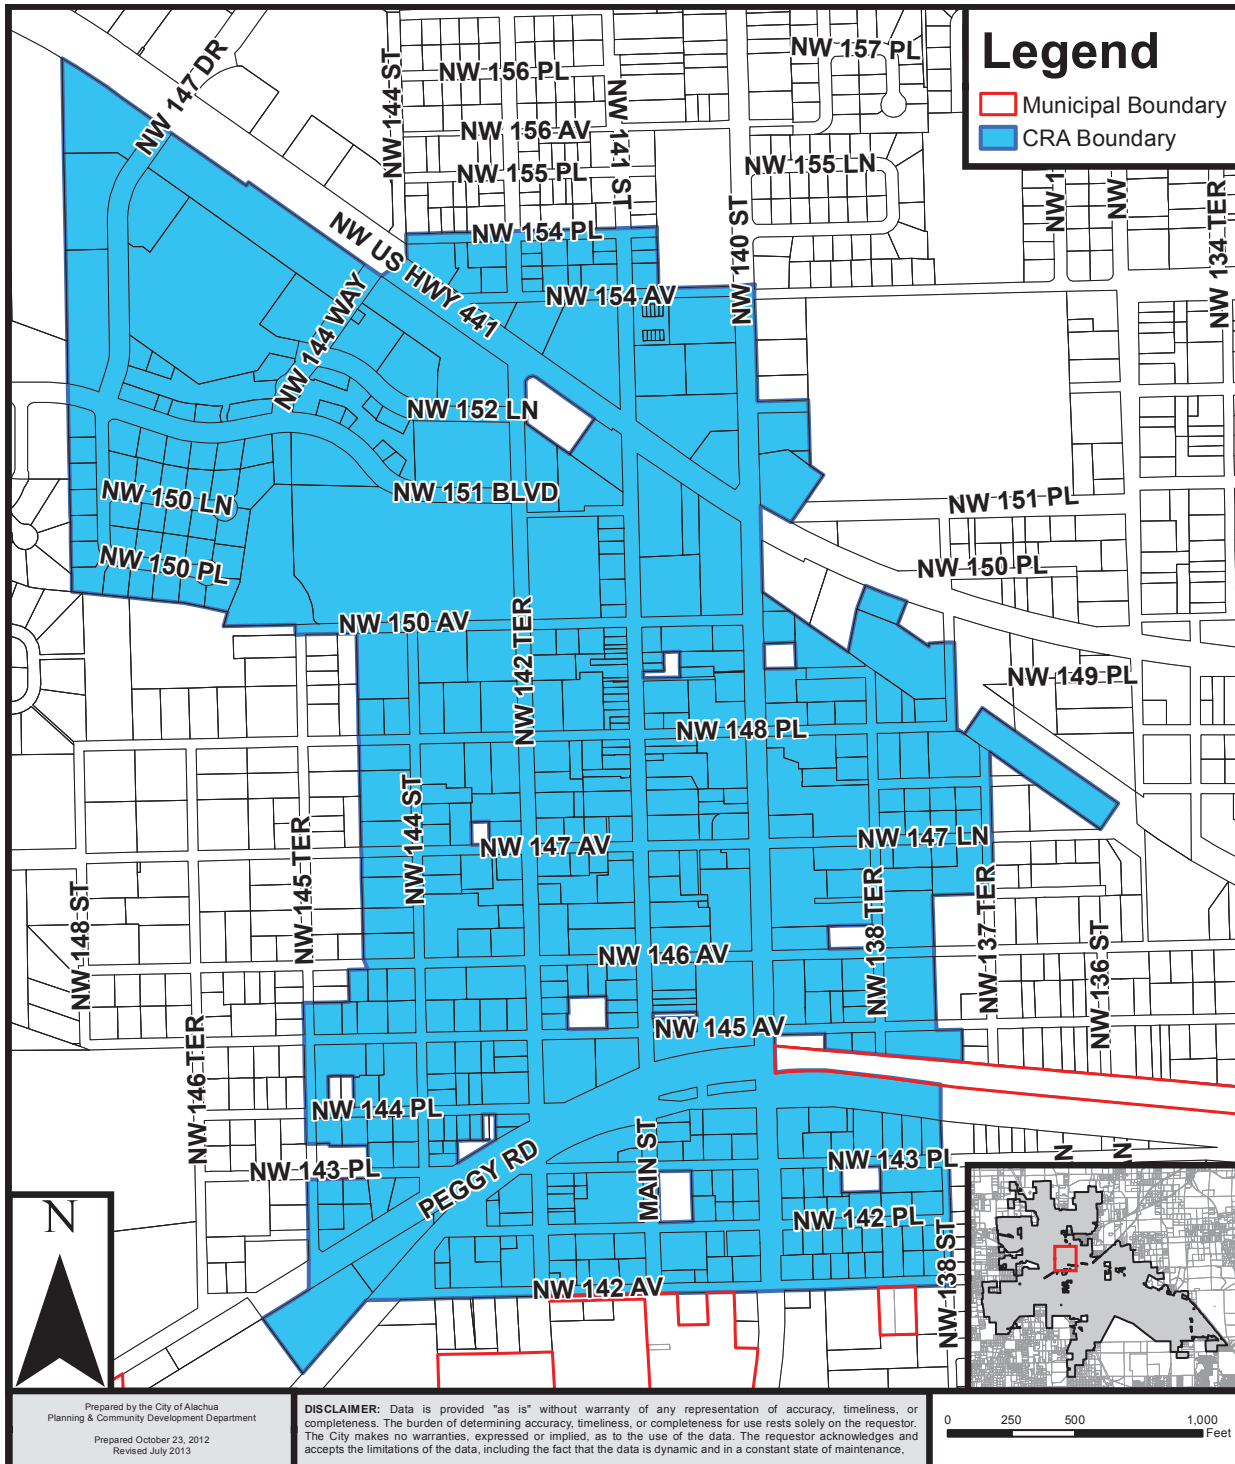 Legend
Municipal Boundary
CRA Boundary
NW 147 DR
NW 144 ST
NW 156 PL
NW 157 PL
NW 141 ST
NW 156 AV
NW 155 PL
NW 155 LN
NW 1
NW
NW 134 TER
NW 154 PL
NW US HWY 441
NW 140 ST
NW 154 AV
NW 144 WAY
NW 152 LN
NW 151 BLVD
NW 150 LN
NW 151 PL
NW 150 PL
NW 150 PL
NW 150 AV
NW 142 TER
NW 149 PL
NW 148 PL
NW 144 ST
NW 147 AV
NW 147 LN
NW 145 TER
NW 148 ST
NW 138 TER
NW 137 TER
NW 136 ST
NW 146 AV
NW 145 AV
NW 146 TER
NW 144 PL
NW 143 PL
PEGGY RD
MAIN ST
NW 143 PL
NW 142 PL
NW 138 ST
NW 142 AV
N
N
N
Prepared by the City of Alachua
Planning & Community Development Department
Prepared October 23, 2012
Revised July 2013
DISCLAIMER: Data is provided "as is" without warranty of any representation of accuracy, timeliness, or
completeness. The burden of determining accuracy, timeliness, or completeness for use rests solely on the requestor.
The City makes no warranties, expressed or implied, as to the use of the data. The requestor acknowledges and
accepts the limitations of the data, including the fact that the data is dynamic and in a constant state of maintenance,
0 250 500 1,000
Feet